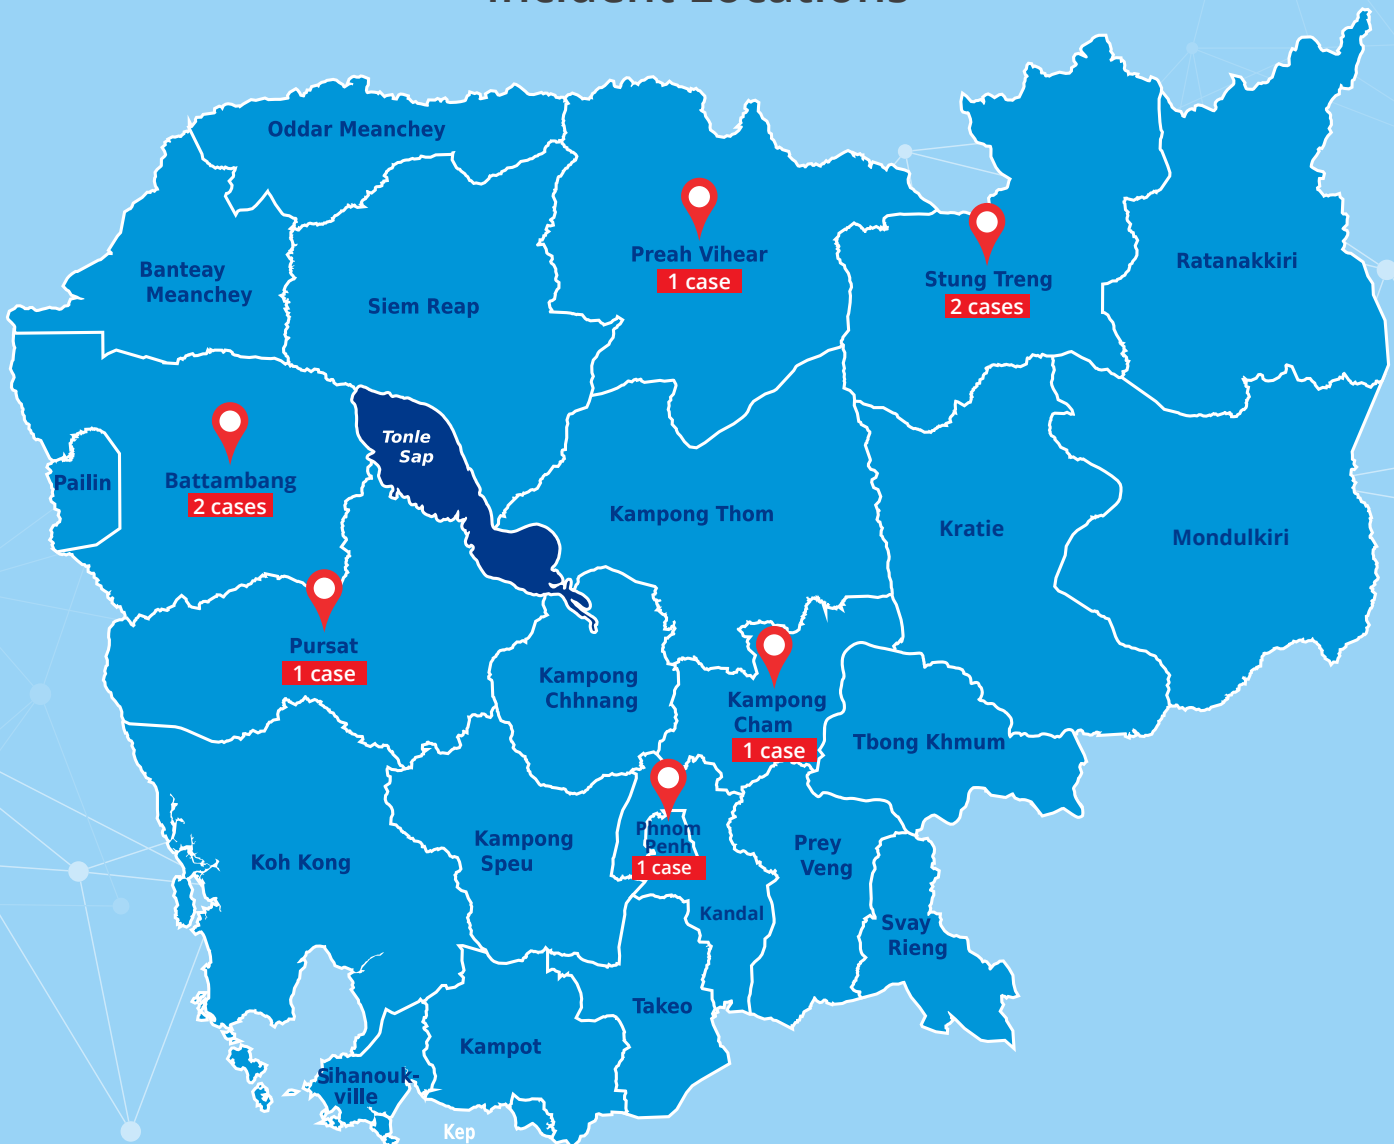 Incident Locations
Oddar Meanchey
Banteay
Meanchey
Siem Reap
Preah Vihear
1 case
Stung Treng
2 cases
Ratanakkiri
Tonle
Sap
Pailin
Battambang
2 cases
Kampong Thom
Kratie
Mondulkiri
Pursat
1 case
Kampong
Chhnang
Kampong
Cham
1 case
Tbong Khmum
Koh Kong
Kampong
Speu
Phnom
Penh
1 case
Prey
Veng
Kandal
Svay
Rieng
Takeo
Kampot
Sihanouk-
ville
Kep